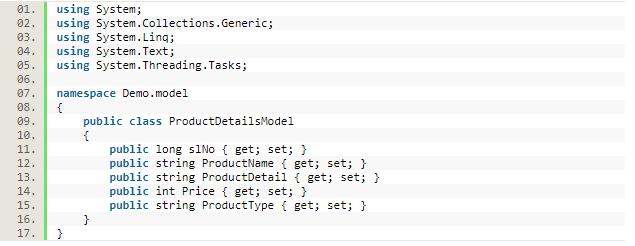 01. using System;
02. using System.Collections.Generic;
03. using System.Linq;
04. using System.Text;
05. using System.Threading.Tasks;
06.
07. namespace Demo.model
08. {
09.     public class ProductDetailsModel
10.     {
11.         public long slNo { get; set; }
12.         public string ProductName { get; set; }
13.         public string ProductDetail { get; set; }
14.         public int Price { get; set; }
15.         public string ProductType { get; set; }
16.     }
17. }